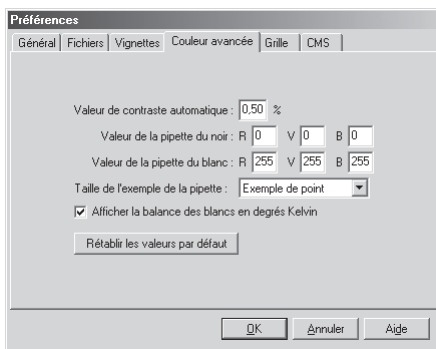 Préférences
Général Fichiers Vignettes Couleur avancée Grille CMS
Valeur de contraste automatique : 0,50 %
Valeur de la pipette du noir : R 0 V 0 B 0
Valeur de la pipette du blanc : R 255 V 255 B 255
Taille de l'exemple de la pipette : Exemple de point
Afficher la balance des blancs en degrés Kelvin
Rétablir les valeurs par défaut
OK Annuler Aide